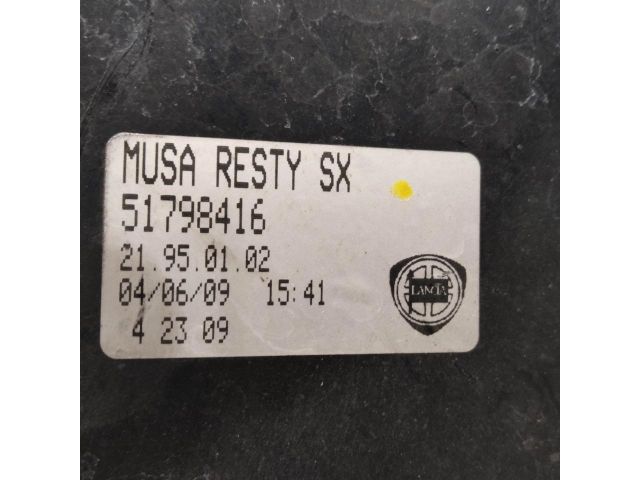 MUSA RESTY SX
51798416
21.95.01.02
04/06/09 15:41
4 23 09
LANCIA